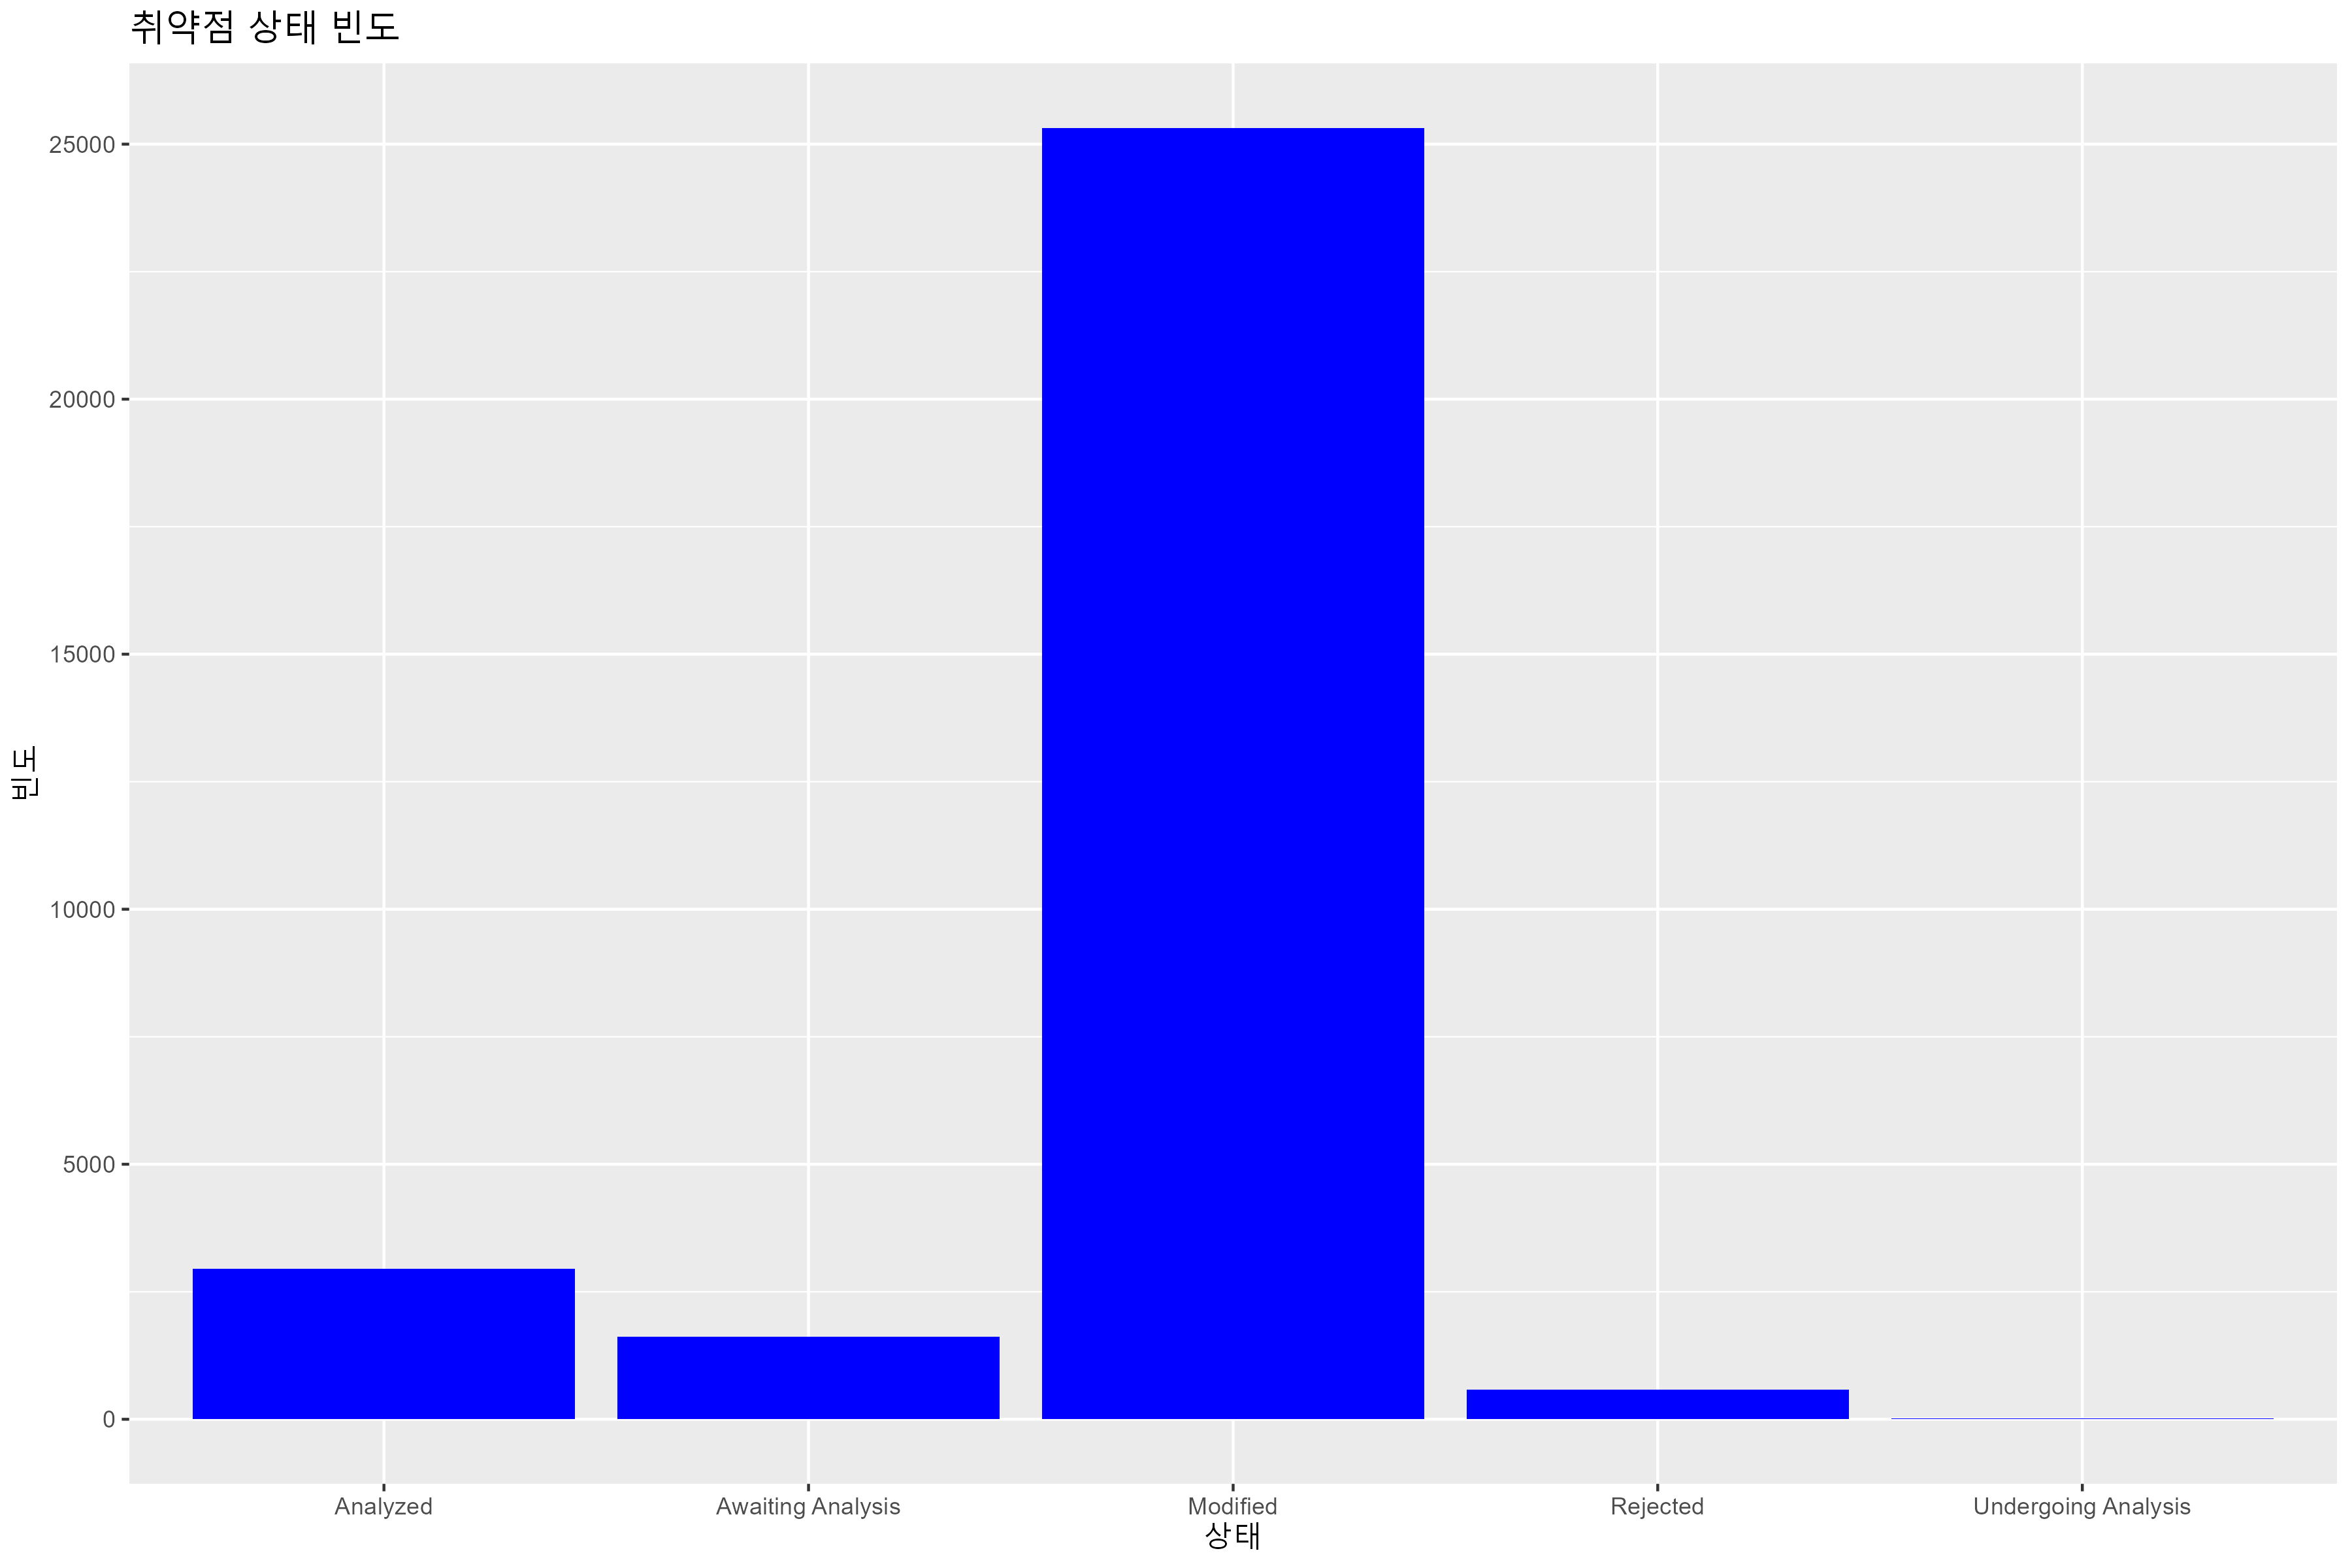 취약점 상태 빈도
빈도
25000
20000
15000
10000
5000
0
Analyzed
Awaiting Analysis
Modified
Rejected
Undergoing Analysis
상태